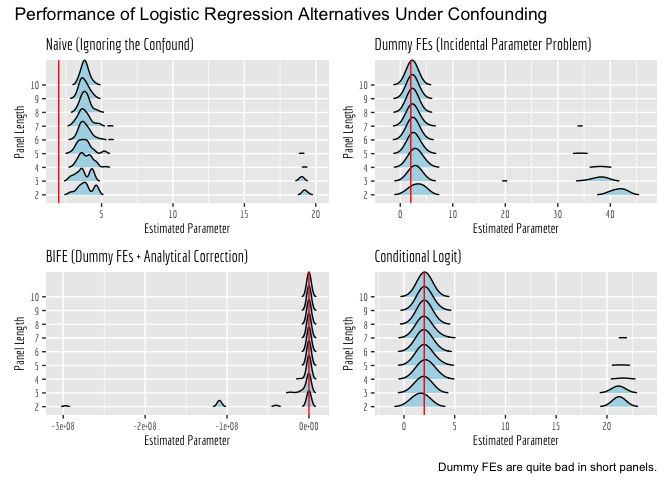 Performance of Logistic Regression Alternatives Under Confounding
Naive (Ignoring the Confound)
Panel Length
10
9
8
7
6
5
4
3
2
5
10
15
20
Estimated Parameter
Dummy FEs (Incidental Parameter Problem)
Panel Length
10
9
8
7
6
5
4
3
2
0
10
20
30
40
Estimated Parameter
BIFE (Dummy FEs + Analytical Correction)
Panel Length
10
9
8
7
6
5
4
3
2
-3e+08
-2e+08
-1e+08
0e+00
Estimated Parameter
Conditional Logit)
Panel Length
10
9
8
7
6
5
4
3
2
0
5
10
15
20
Estimated Parameter
Dummy FEs are quite bad in short panels.